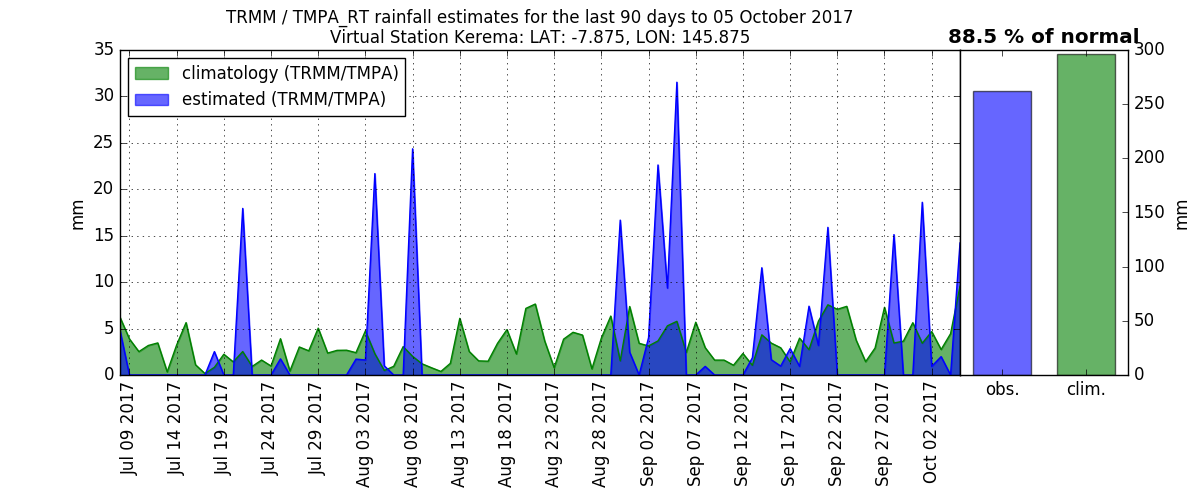 TRMM / TMPA_RT rainfall estimates for the last 90 days to 05 October 2017
Virtual Station Kerema: LAT: -7.875, LON: 145.875
88.5 % of normal
climatology (TRMM/TMPA)
estimated (TRMM/TMPA)
35
30
25
20
15
10
5
0
mm
300
250
200
150
100
50
0
mm
Jul 09 2017
Jul 14 2017
Jul 19 2017
Jul 24 2017
Jul 29 2017
Aug 03 2017
Aug 08 2017
Aug 13 2017
Aug 18 2017
Aug 23 2017
Aug 28 2017
Sep 02 2017
Sep 07 2017
Sep 12 2017
Sep 17 2017
Sep 22 2017
Sep 27 2017
Oct 02 2017
obs.
clim.